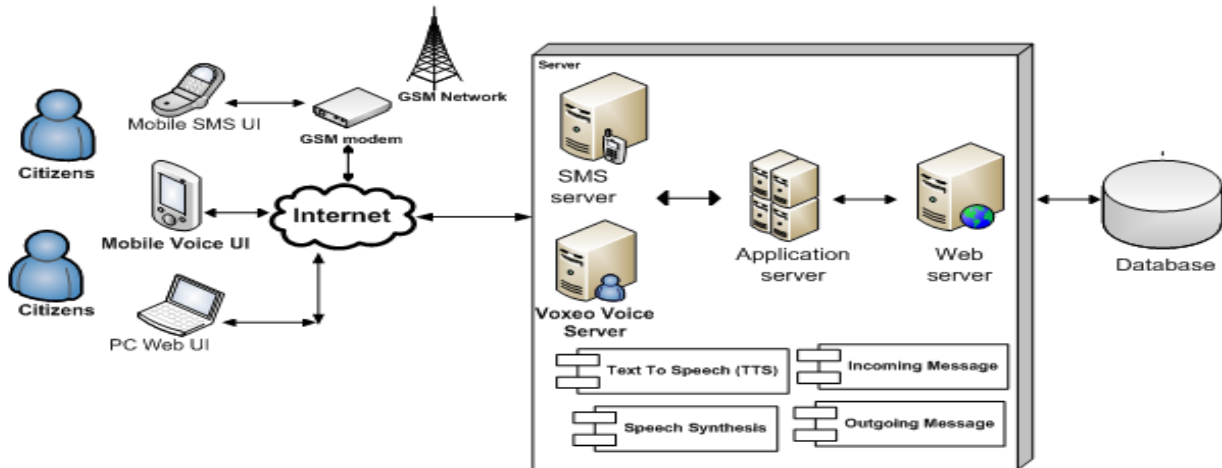 GSM Network
Server
Mobile SMS UI
GSM modem
Citizens
SMS
server
Internet
Mobile Voice UI
Application
server
Web
server
Database
Citizens
Voxeo Voice
Server
PC Web UI
Text To Speech (TTS)
Incoming Message
Speech Synthesis
Outgoing Message